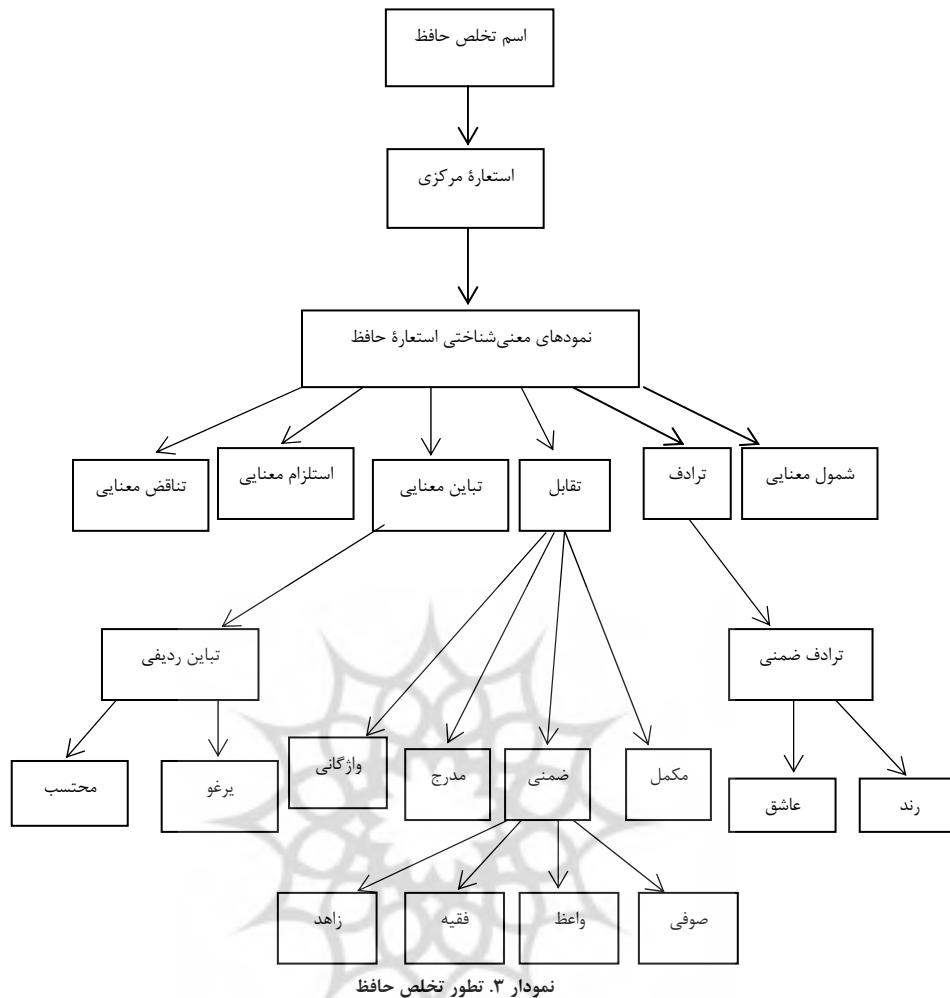 اسم تخلص حافظ
استعارهٔ مرکزی
نمودهای معنی‌شناختی استعارهٔ حافظ
شمول معنایی
ترادف
تقابل
تباین معنایی
استلزام معنایی
تناقض معنایی
ترادف ضمنی
تباین ردیفی
رند
عاشق
مکمل
ضمنی
مدرج
واژگانی
یرغو
محتسب
صوفی
واعظ
فقیه
زاهد
نمودار ۳. تطور تخلص حافظ